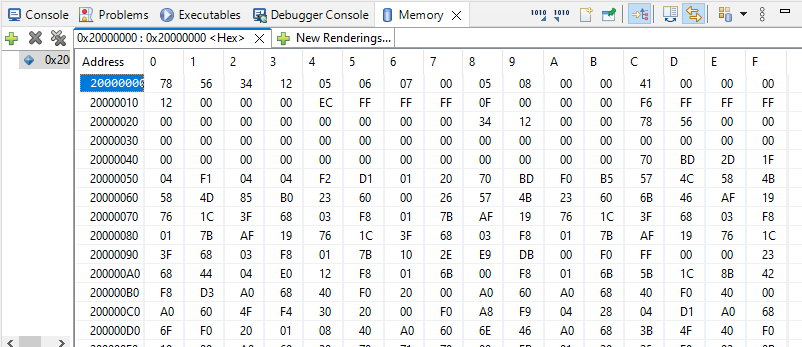 Console Problems Executables Debugger Console Memory
0x20000000 : 0x20000000 <Hex> New Renderings...
0x20
Address 0 1 2 3 4 5 6 7 8 9 A B C D E F
20000000 78 56 34 12 05 06 07 00 05 08 00 00 41 00 00 00
20000010 12 00 00 00 EC FF FF FF 0F 00 00 00 F6 FF FF FF
20000020 00 00 00 00 00 00 00 00 34 12 00 00 78 56 00 00
20000030 00 00 00 00 00 00 00 00 00 00 00 00 00 00 00 00
20000040 00 00 00 00 00 00 00 00 00 00 00 00 70 BD 2D 1F
20000050 04 F1 04 04 F2 D1 01 20 70 BD F0 B5 57 4C 58 4B
20000060 58 4D 85 B0 23 60 00 26 57 4B 23 60 6B 46 AF 19
20000070 76 1C 3F 68 03 F8 01 7B AF 19 76 1C 3F 68 03 F8
20000080 01 7B AF 19 76 1C 3F 68 03 F8 01 7B AF 19 76 1C
20000090 3F 68 03 F8 01 7B 10 2E E9 DB 00 F0 FF 00 00 23
200000A0 68 44 04 E0 12 F8 01 6B 00 F8 01 6B 5B 1C 8B 42
200000B0 F8 D3 A0 68 40 F0 20 00 A0 60 A0 68 40 F0 40 00
200000C0 A0 60 4F F4 30 20 00 F0 A8 F9 04 28 04 D1 A0 68
200000D0 6F F0 20 01 08 40 A0 60 6E 46 A0 68 3B 4F 40 F0